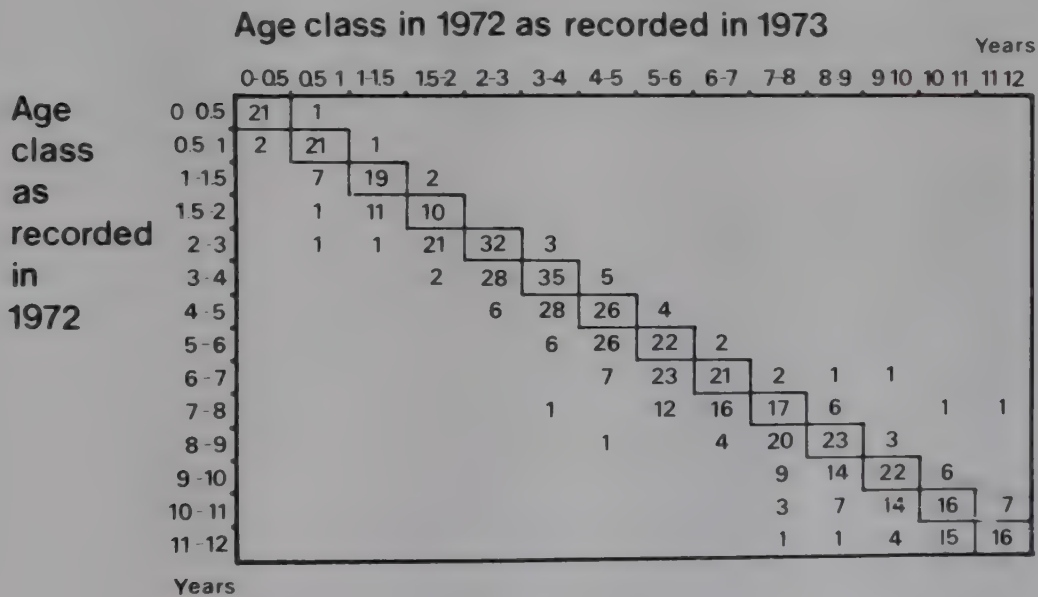 Age class in 1972 as recorded in 1973
Years
0-0.5 0.5 1 1-1.5 1.5-2 2-3 3-4 4-5 5-6 6-7 7-8 8-9 9 10 10 11 11 12
Age class as recorded in 1972
0 0.5 21 1
0.5 1 2 21 1
1-1.5 7 19 2
1.5-2 1 11 10
2-3 1 1 21 32 3
3-4 2 28 35 5
4-5 6 28 26 4
5-6 6 26 22 2
6-7 7 23 21 2 1 1
7-8 1 12 16 17 6 1 1
8-9 1 4 20 23 3
9-10 9 14 22 6
10-11 3 7 14 16 7
11-12 1 1 4 15 16
Years